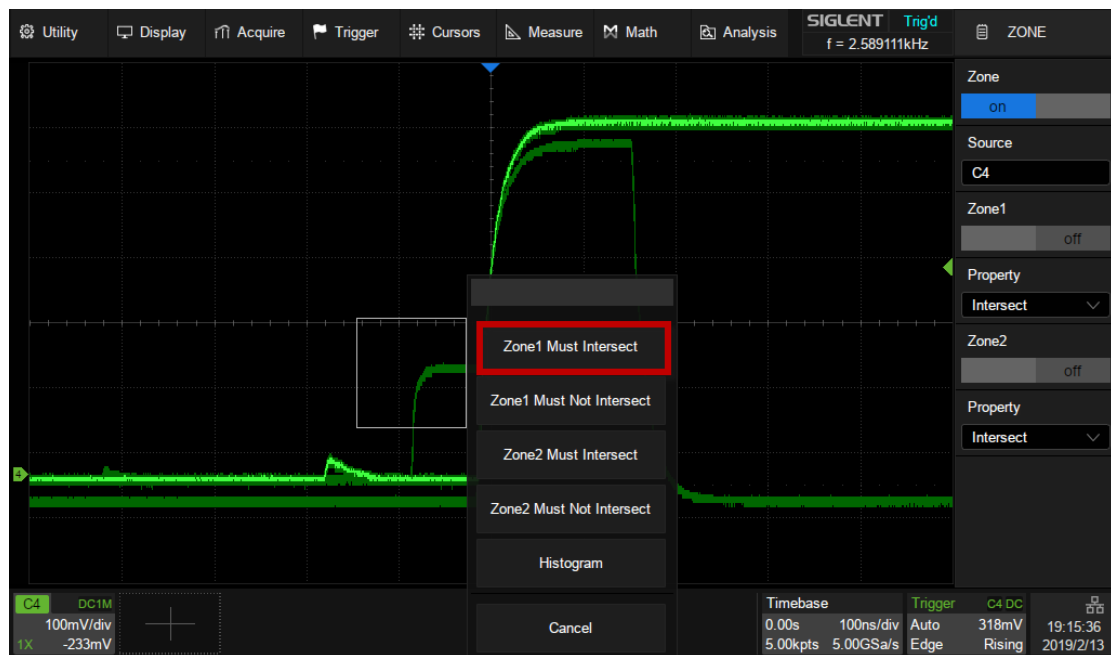 Utility Display Acquire Trigger Cursors Measure Math Analysis SIGLENT Trig'd
f = 2.589111kHz
ZONE
Zone
on
Source
C4
Zone1
off
Property
Intersect
Zone2
off
Property
Intersect
4
Zone1 Must Intersect
Zone1 Must Not Intersect
Zone2 Must Intersect
Zone2 Must Not Intersect
Histogram
Cancel
C4 DC1M
100mV/div
1X -233mV
Timebase
0.00s 100ns/div
5.00kpts 5.00GSa/s
Trigger C4 DC
Auto 318mV
Edge Rising
19:15:36
2019/2/13